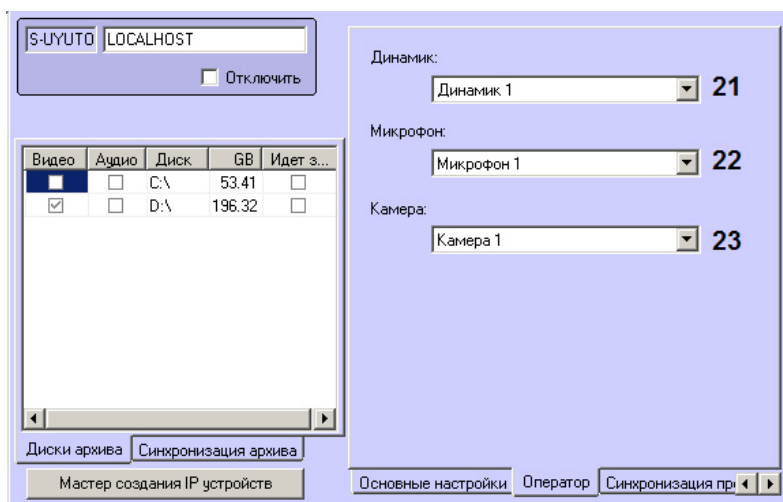 S-UYUTO LOCALHOST
Отключить
Видео Аудио Диск GB Идет з...
C:\ 53.41
D:\ 196.32
Диски архива Синхронизация архива
Мастер создания IP устройств
Динамик:
Динамик 1 21
Микрофон:
Микрофон 1 22
Камера:
Камера 1 23
Основные настройки Оператор Синхронизация пр